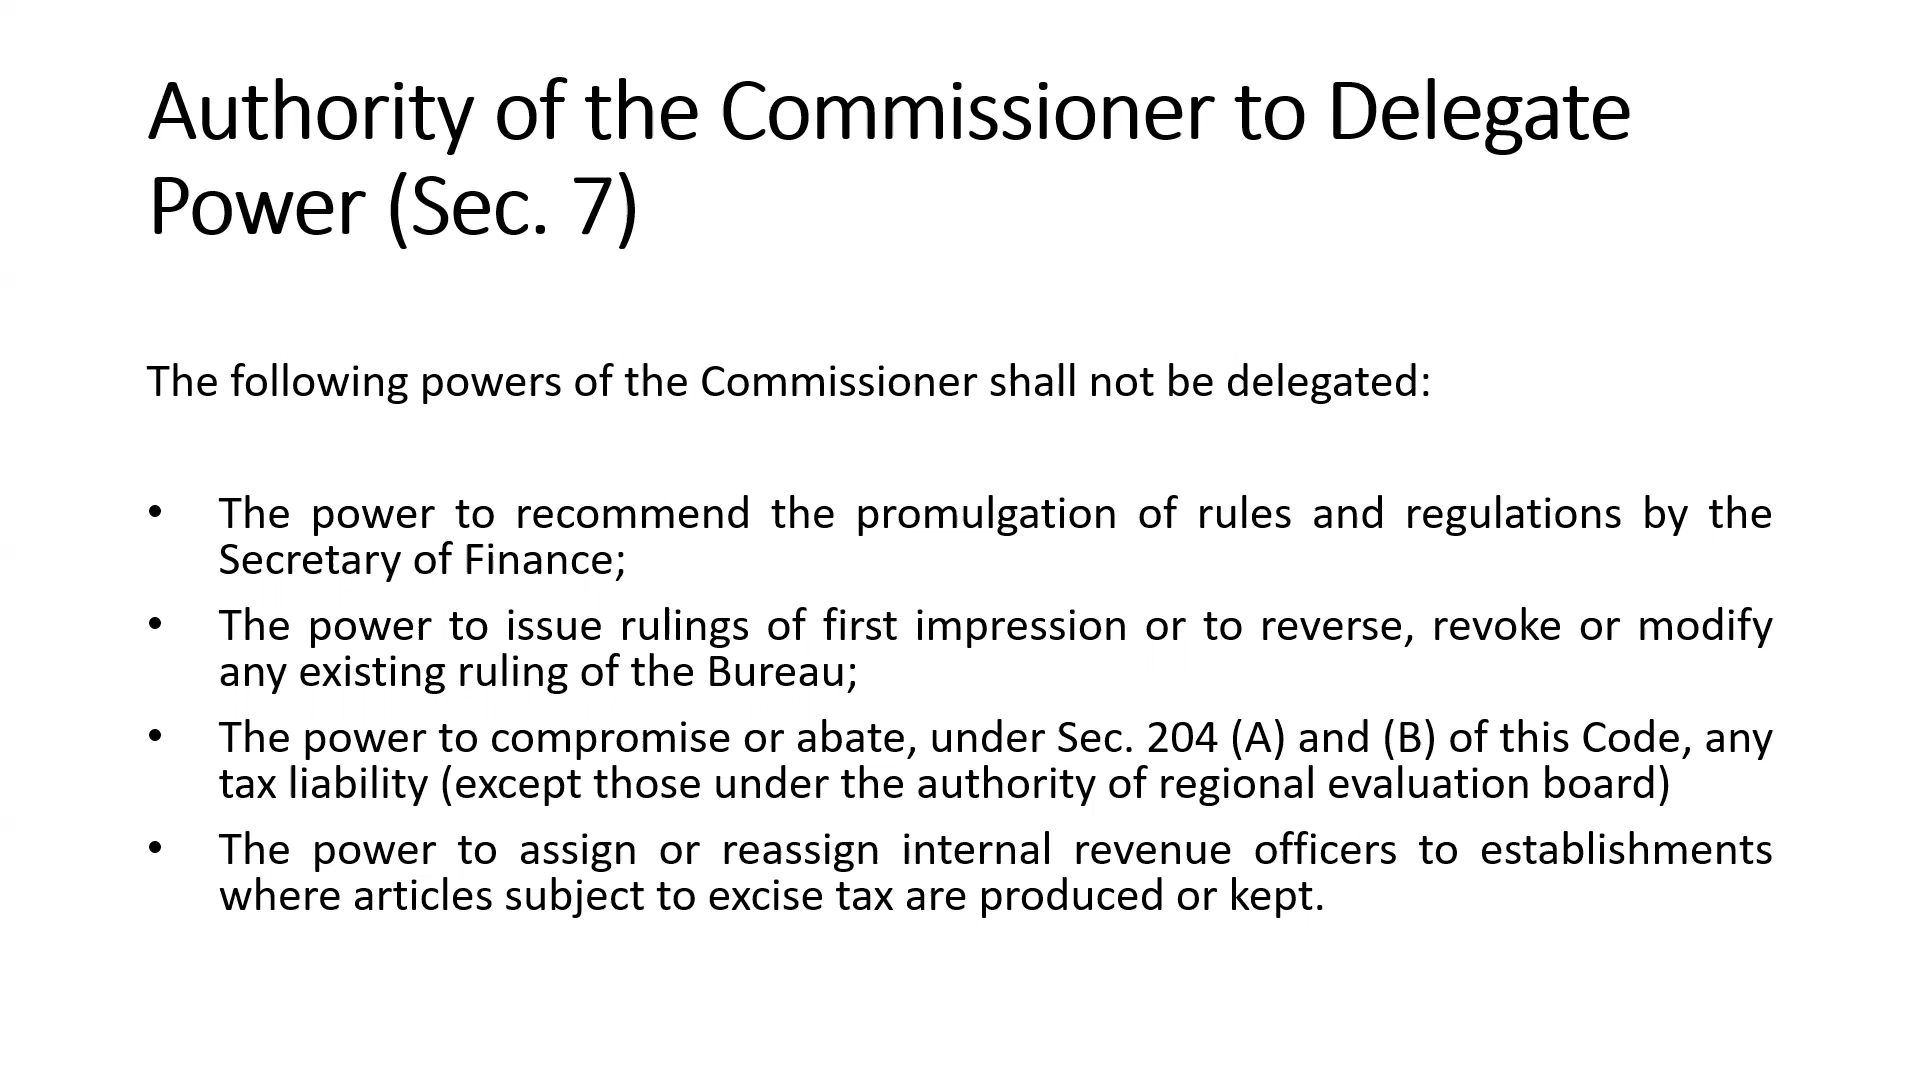 Authority of the Commissioner to Delegate
Power (Sec. 7)
The following powers of the Commissioner shall not be delegated:
• The power to recommend the promulgation of rules and regulations by the
Secretary of Finance;
• The power to issue rulings of first impression or to reverse, revoke or modify
any existing ruling of the Bureau;
• The power to compromise or abate, under Sec. 204 (A) and (B) of this Code, any
tax liability (except those under the authority of regional evaluation board)
• The power to assign or reassign internal revenue officers to establishments
where articles subject to excise tax are produced or kept.